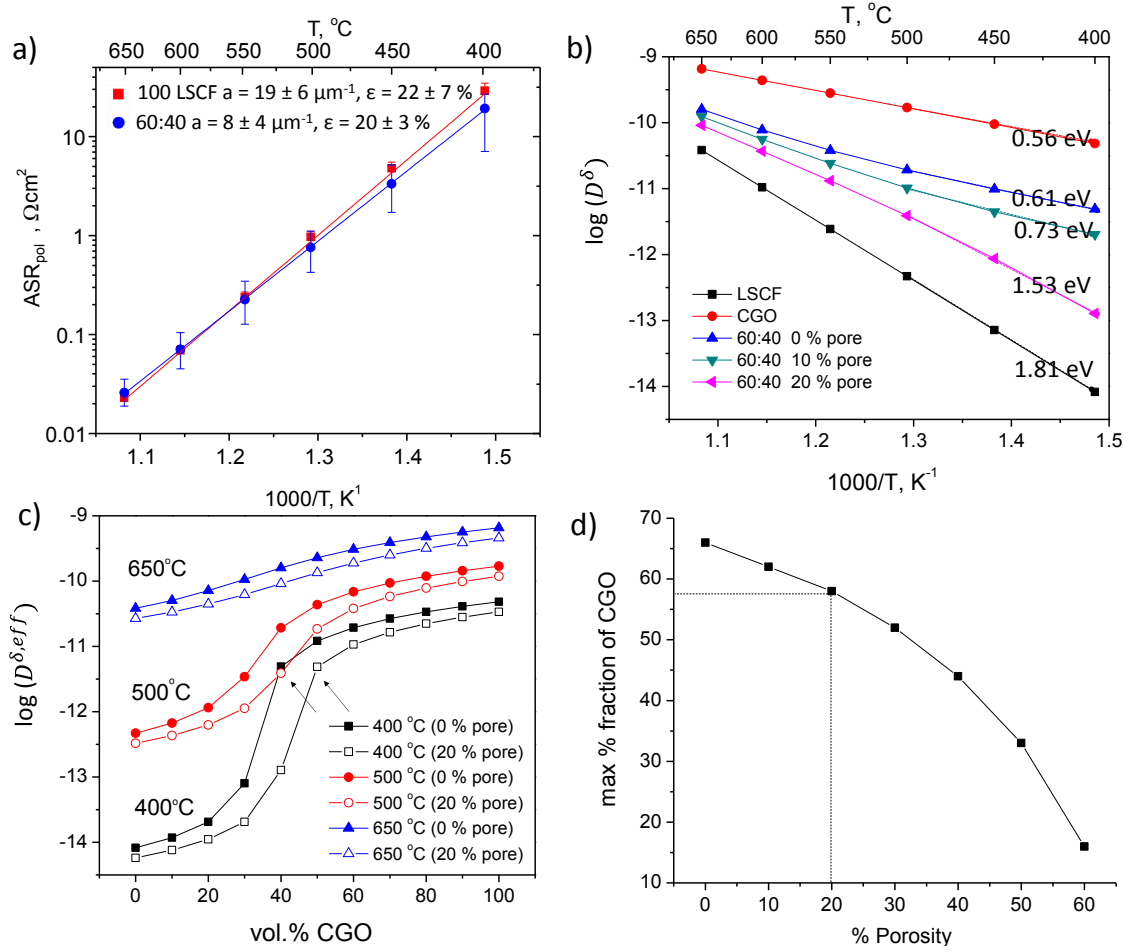 a)
T, °C
650 600 550 500 450 400
100 LSCF a = 19 ± 6 µm⁻¹, ε = 22 ± 7 %
60:40 a = 8 ± 4 µm⁻¹, ε = 20 ± 3 %
10
1
0.1
0.01
ASR_pol , Ωcm²
1.1 1.2 1.3 1.4 1.5
1000/T, K¹
b)
T, °C
650 600 550 500 450 400
-9
-10
-11
-12
-13
-14
log (D^δ)
0.56 eV
0.61 eV
0.73 eV
1.53 eV
1.81 eV
LSCF
CGO
60:40 0 % pore
60:40 10 % pore
60:40 20 % pore
1.1 1.2 1.3 1.4 1.5
1000/T, K⁻¹
c)
-9
-10
-11
-12
-13
-14
log (D^δ,eff)
650°C
500°C
400°C
400 °C (0 % pore)
400 °C (20 % pore)
500 °C (0 % pore)
500 °C (20 % pore)
650 °C (0 % pore)
650 °C (20 % pore)
0 20 40 60 80 100
vol.% CGO
d)
70
60
50
40
30
20
10
max % fraction of CGO
0 10 20 30 40 50 60
% Porosity